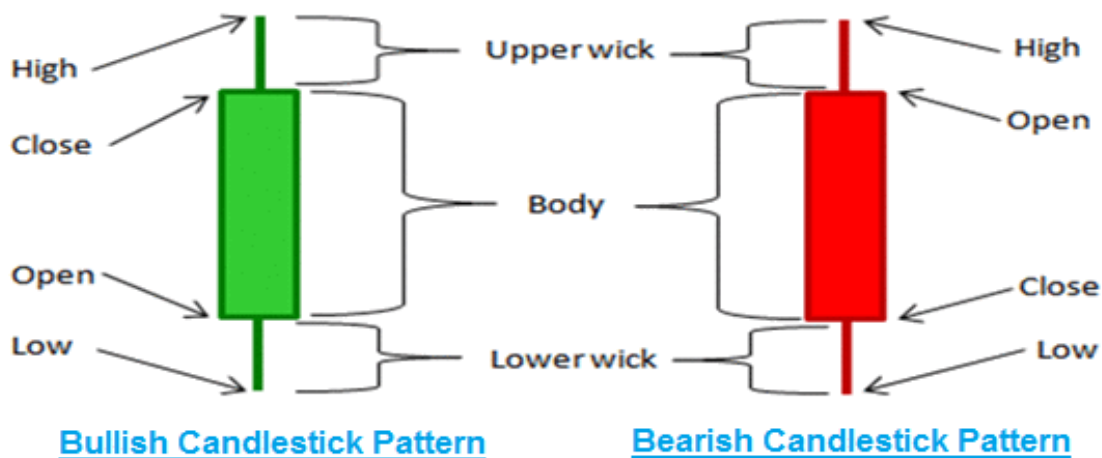 High
Upper wick
High
Close
Open
Body
Open
Close
Low
Lower wick
Low
Bullish Candlestick Pattern
Bearish Candlestick Pattern